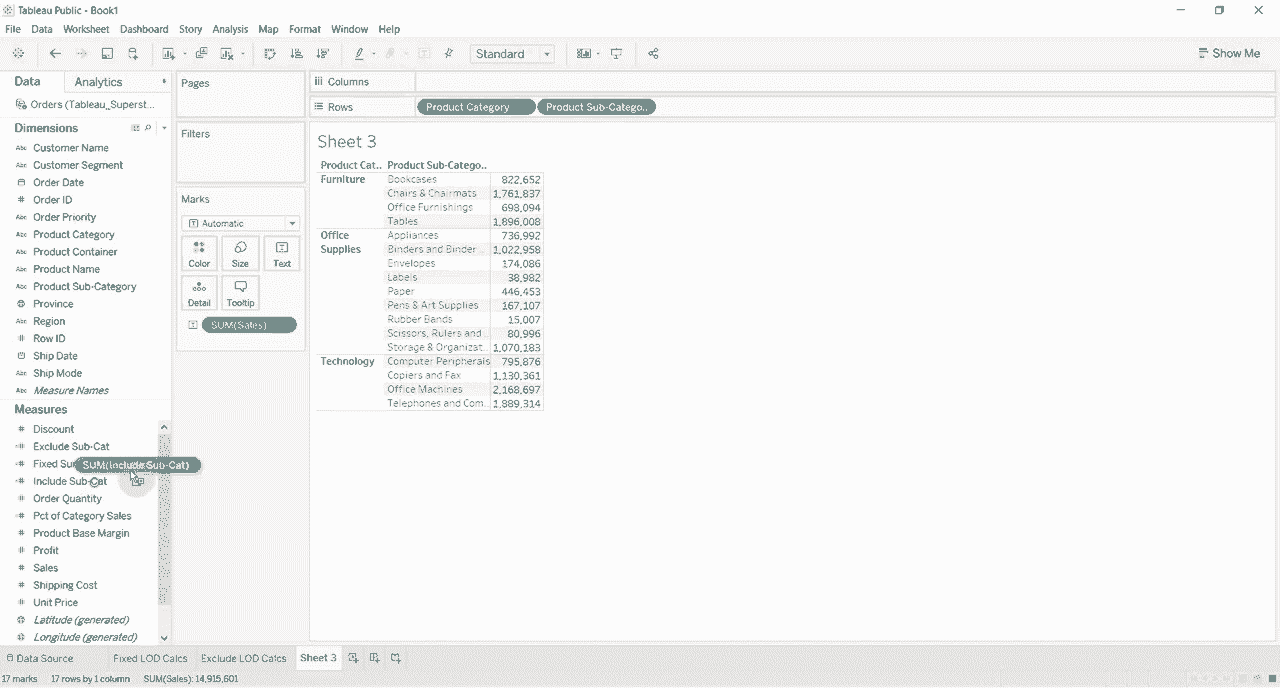 Tableau Public - Book1
File Data Worksheet Dashboard Story Analysis Map Format Window Help
Standard
Show Me
Data Analytics
Orders (Tableau_Superst...
Dimensions
Abc Customer Name
Abc Customer Segment
Order Date
# Order ID
Abc Order Priority
Abc Product Category
Abc Product Container
Abc Product Name
Abc Product Sub-Category
Province
Abc Region
# Row ID
Ship Date
Abc Ship Mode
Abc Measure Names
Measures
# Discount
=# Exclude Sub-Cat
=# Fixed Su
SUM(Include Sub-Cat)
=# Include Sub-Cat
# Order Quantity
=# Pct of Category Sales
# Product Base Margin
# Profit
# Sales
# Shipping Cost
# Unit Price
Latitude (generated)
Longitude (generated)
Pages
Filters
Marks
Automatic
Color Size Text
Detail Tooltip
SUM(Sales)
Columns
Rows Product Category Product Sub-Catego..
Sheet 3
Product Cat.. Product Sub-Catego..
Furniture Bookcases 822,652
Chairs & Chairmats 1,761,837
Office Furnishings 698,094
Tables 1,896,008
Office Supplies Appliances 736,992
Binders and Binder .. 1,022,958
Envelopes 174,086
Labels 38,982
Paper 446,453
Pens & Art Supplies 167,107
Rubber Bands 15,007
Scissors, Rulers and .. 80,996
Storage & Organizat.. 1,070,183
Technology Computer Peripherals 795,876
Copiers and Fax 1,130,361
Office Machines 2,168,697
Telephones and Com.. 1,889,314
Data Source Fixed LOD Calcs Exclude LOD Calcs Sheet 3
17 marks 17 rows by 1 column SUM(Sales): 14,915,601